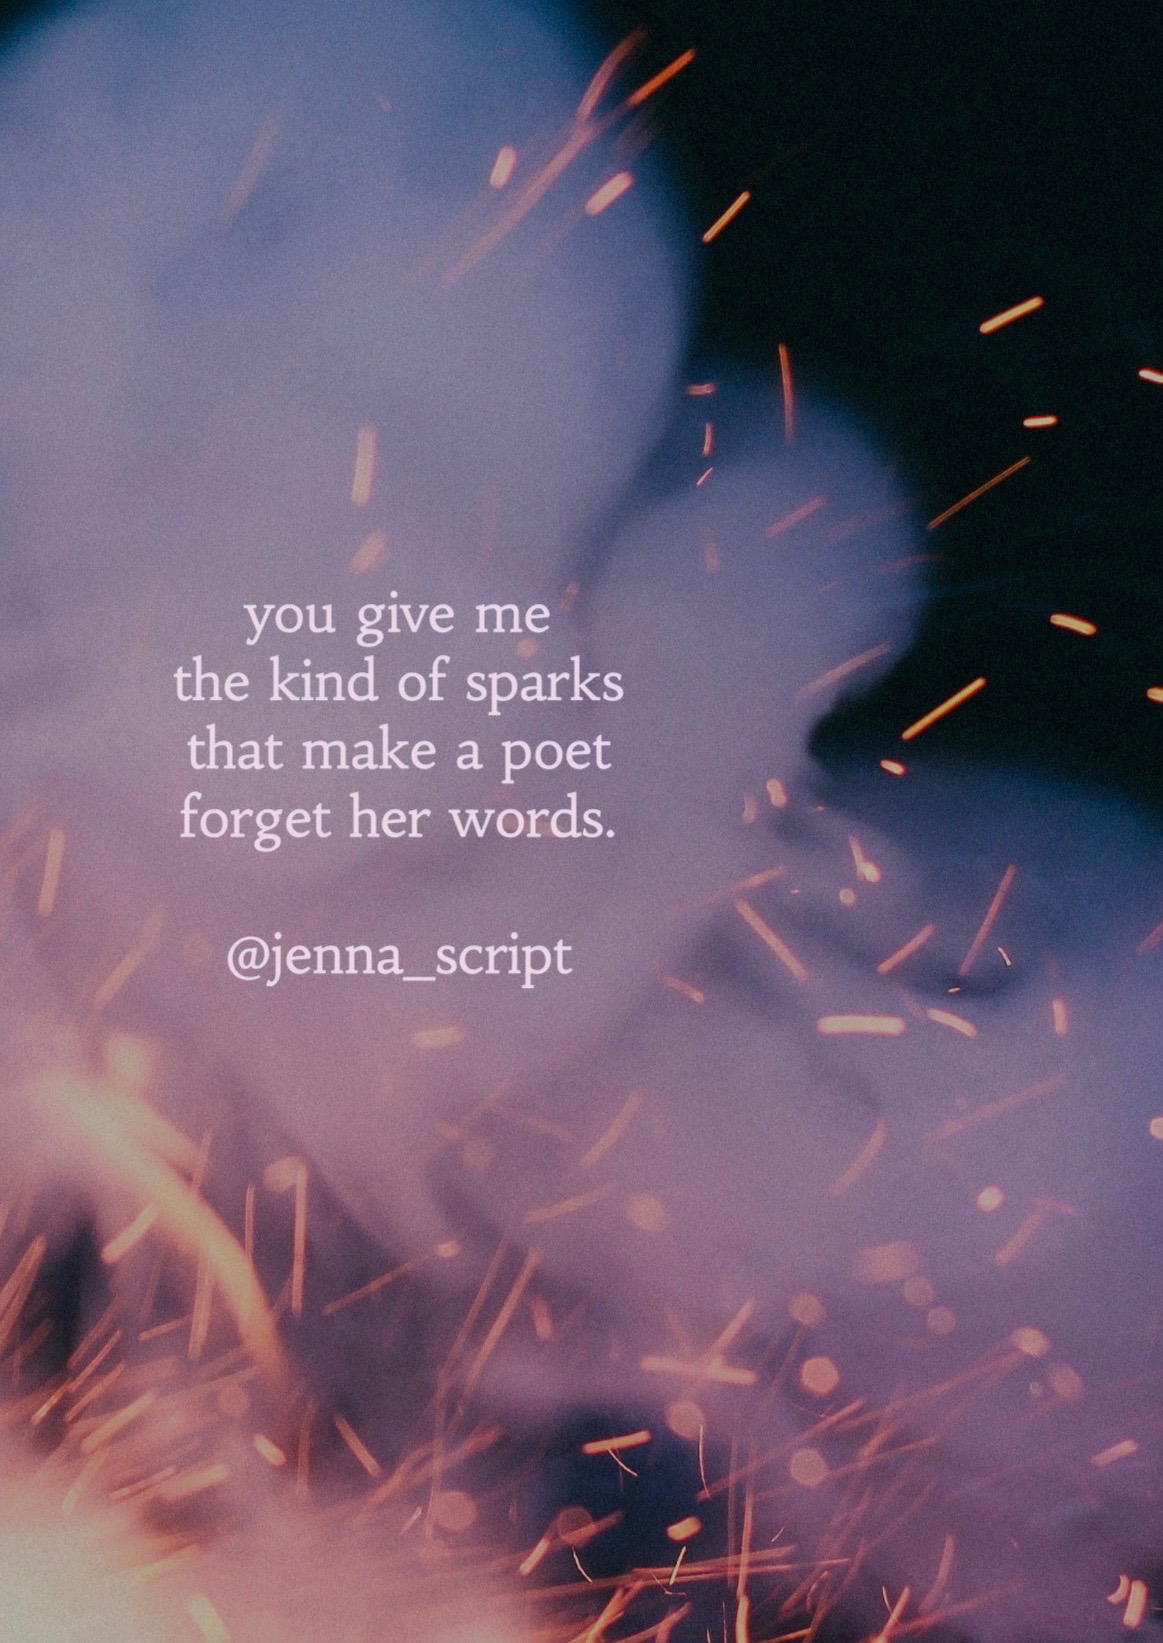 you give me
the kind of sparks
that make a poet
forget her words.
@jenna_script